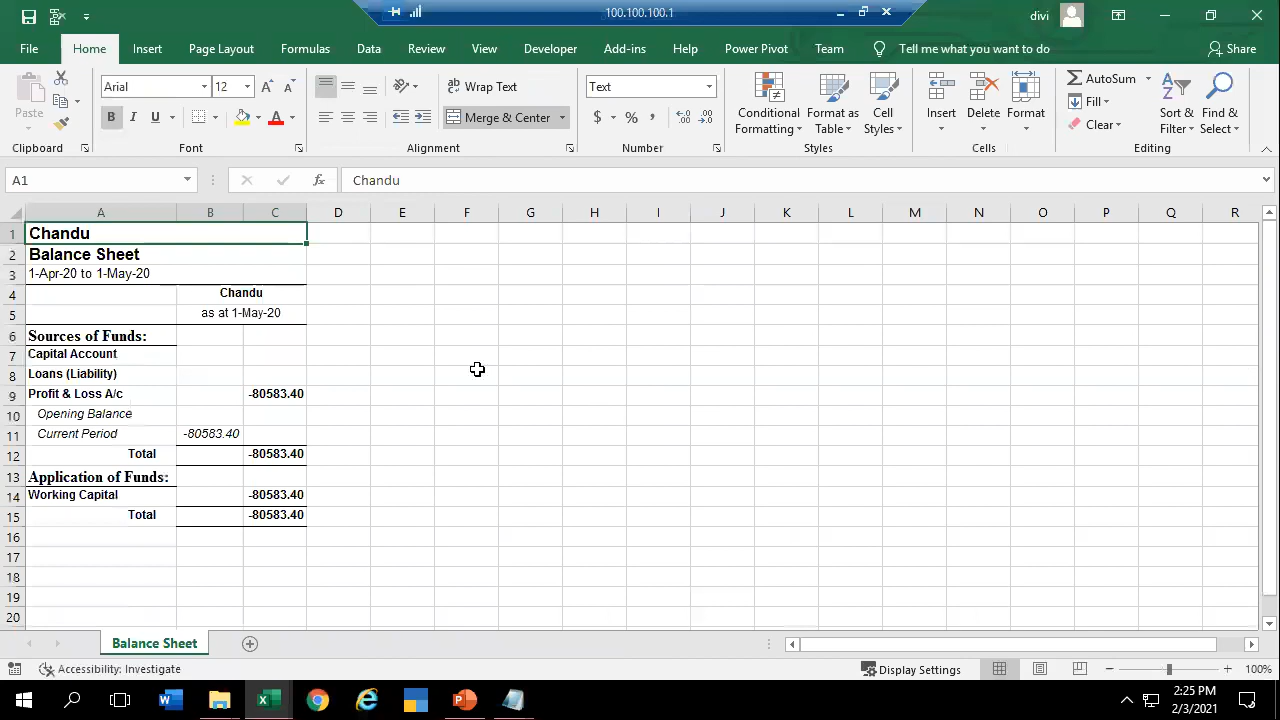 100.100.100.1
divi
File Home Insert Page Layout Formulas Data Review View Developer Add-ins Help Power Pivot Team Tell me what you want to do Share
Paste
Arial 12
B I U
Wrap Text
Merge & Center
Text
$ % ,
Conditional Formatting
Format as Table
Cell Styles
Insert Delete Format
AutoSum
Fill
Clear
Sort & Filter
Find & Select
Clipboard Font Alignment Number Styles Cells Editing
A1 fx Chandu
A B C D E F G H I J K L M N O P Q R
1 Chandu
2 Balance Sheet
3 1-Apr-20 to 1-May-20
4 Chandu
5 as at 1-May-20
6 Sources of Funds:
7 Capital Account
8 Loans (Liability)
9 Profit & Loss A/c -80583.40
10 Opening Balance
11 Current Period -80583.40
12 Total -80583.40
13 Application of Funds:
14 Working Capital -80583.40
15 Total -80583.40
16
17
18
19
20
Balance Sheet
Accessibility: Investigate Display Settings 100%
2:25 PM
2/3/2021